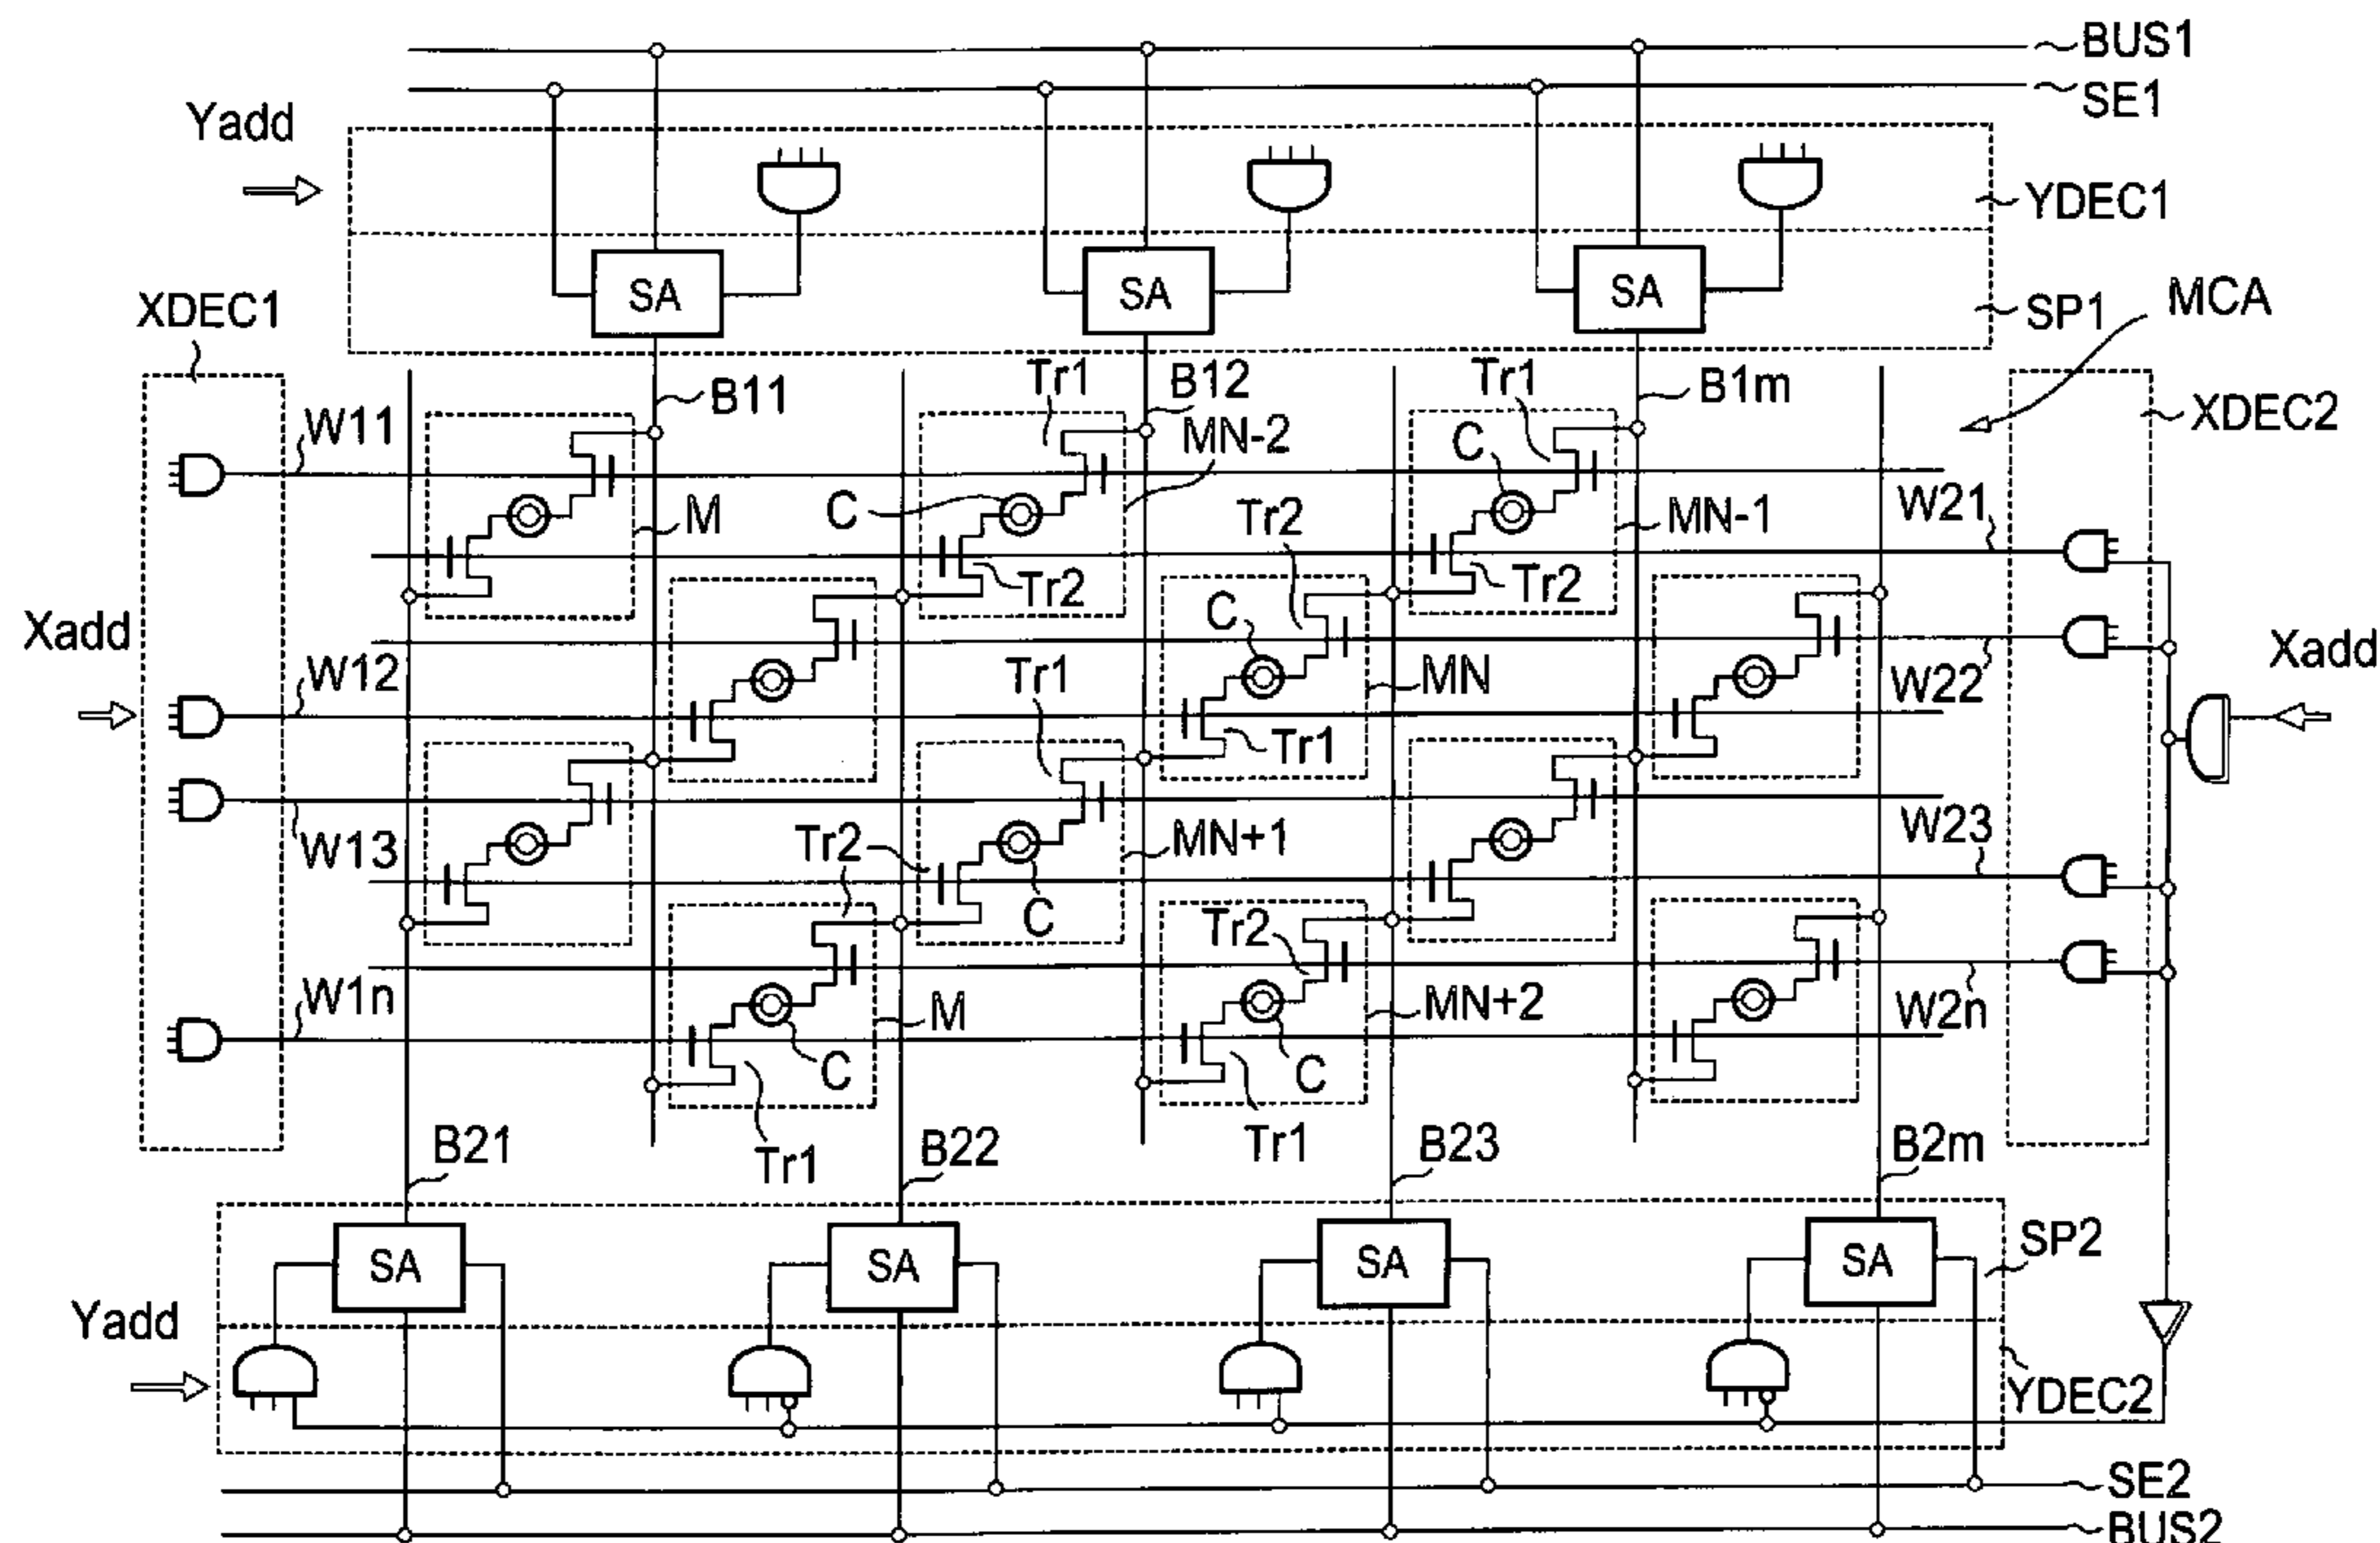 BUS1
SE1
Yadd
YDEC1
SA
SA
SA
XDEC1
SP1
MCA
Tr1
B12
Tr1
B11
B1m
XDEC2
W11
MN-2
C
M
C
Tr2
MN-1
W21
Tr2
Tr2
Xadd
C
Xadd
W12
Tr1
MN
W22
Tr1
W13
Tr2
MN+1
W23
C
Tr2
W1n
M
MN+2
W2n
C
C
B21
Tr1
B22
Tr1
B23
B2m
SA
SA
SA
SA
SP2
Yadd
YDEC2
SE2
BUS2